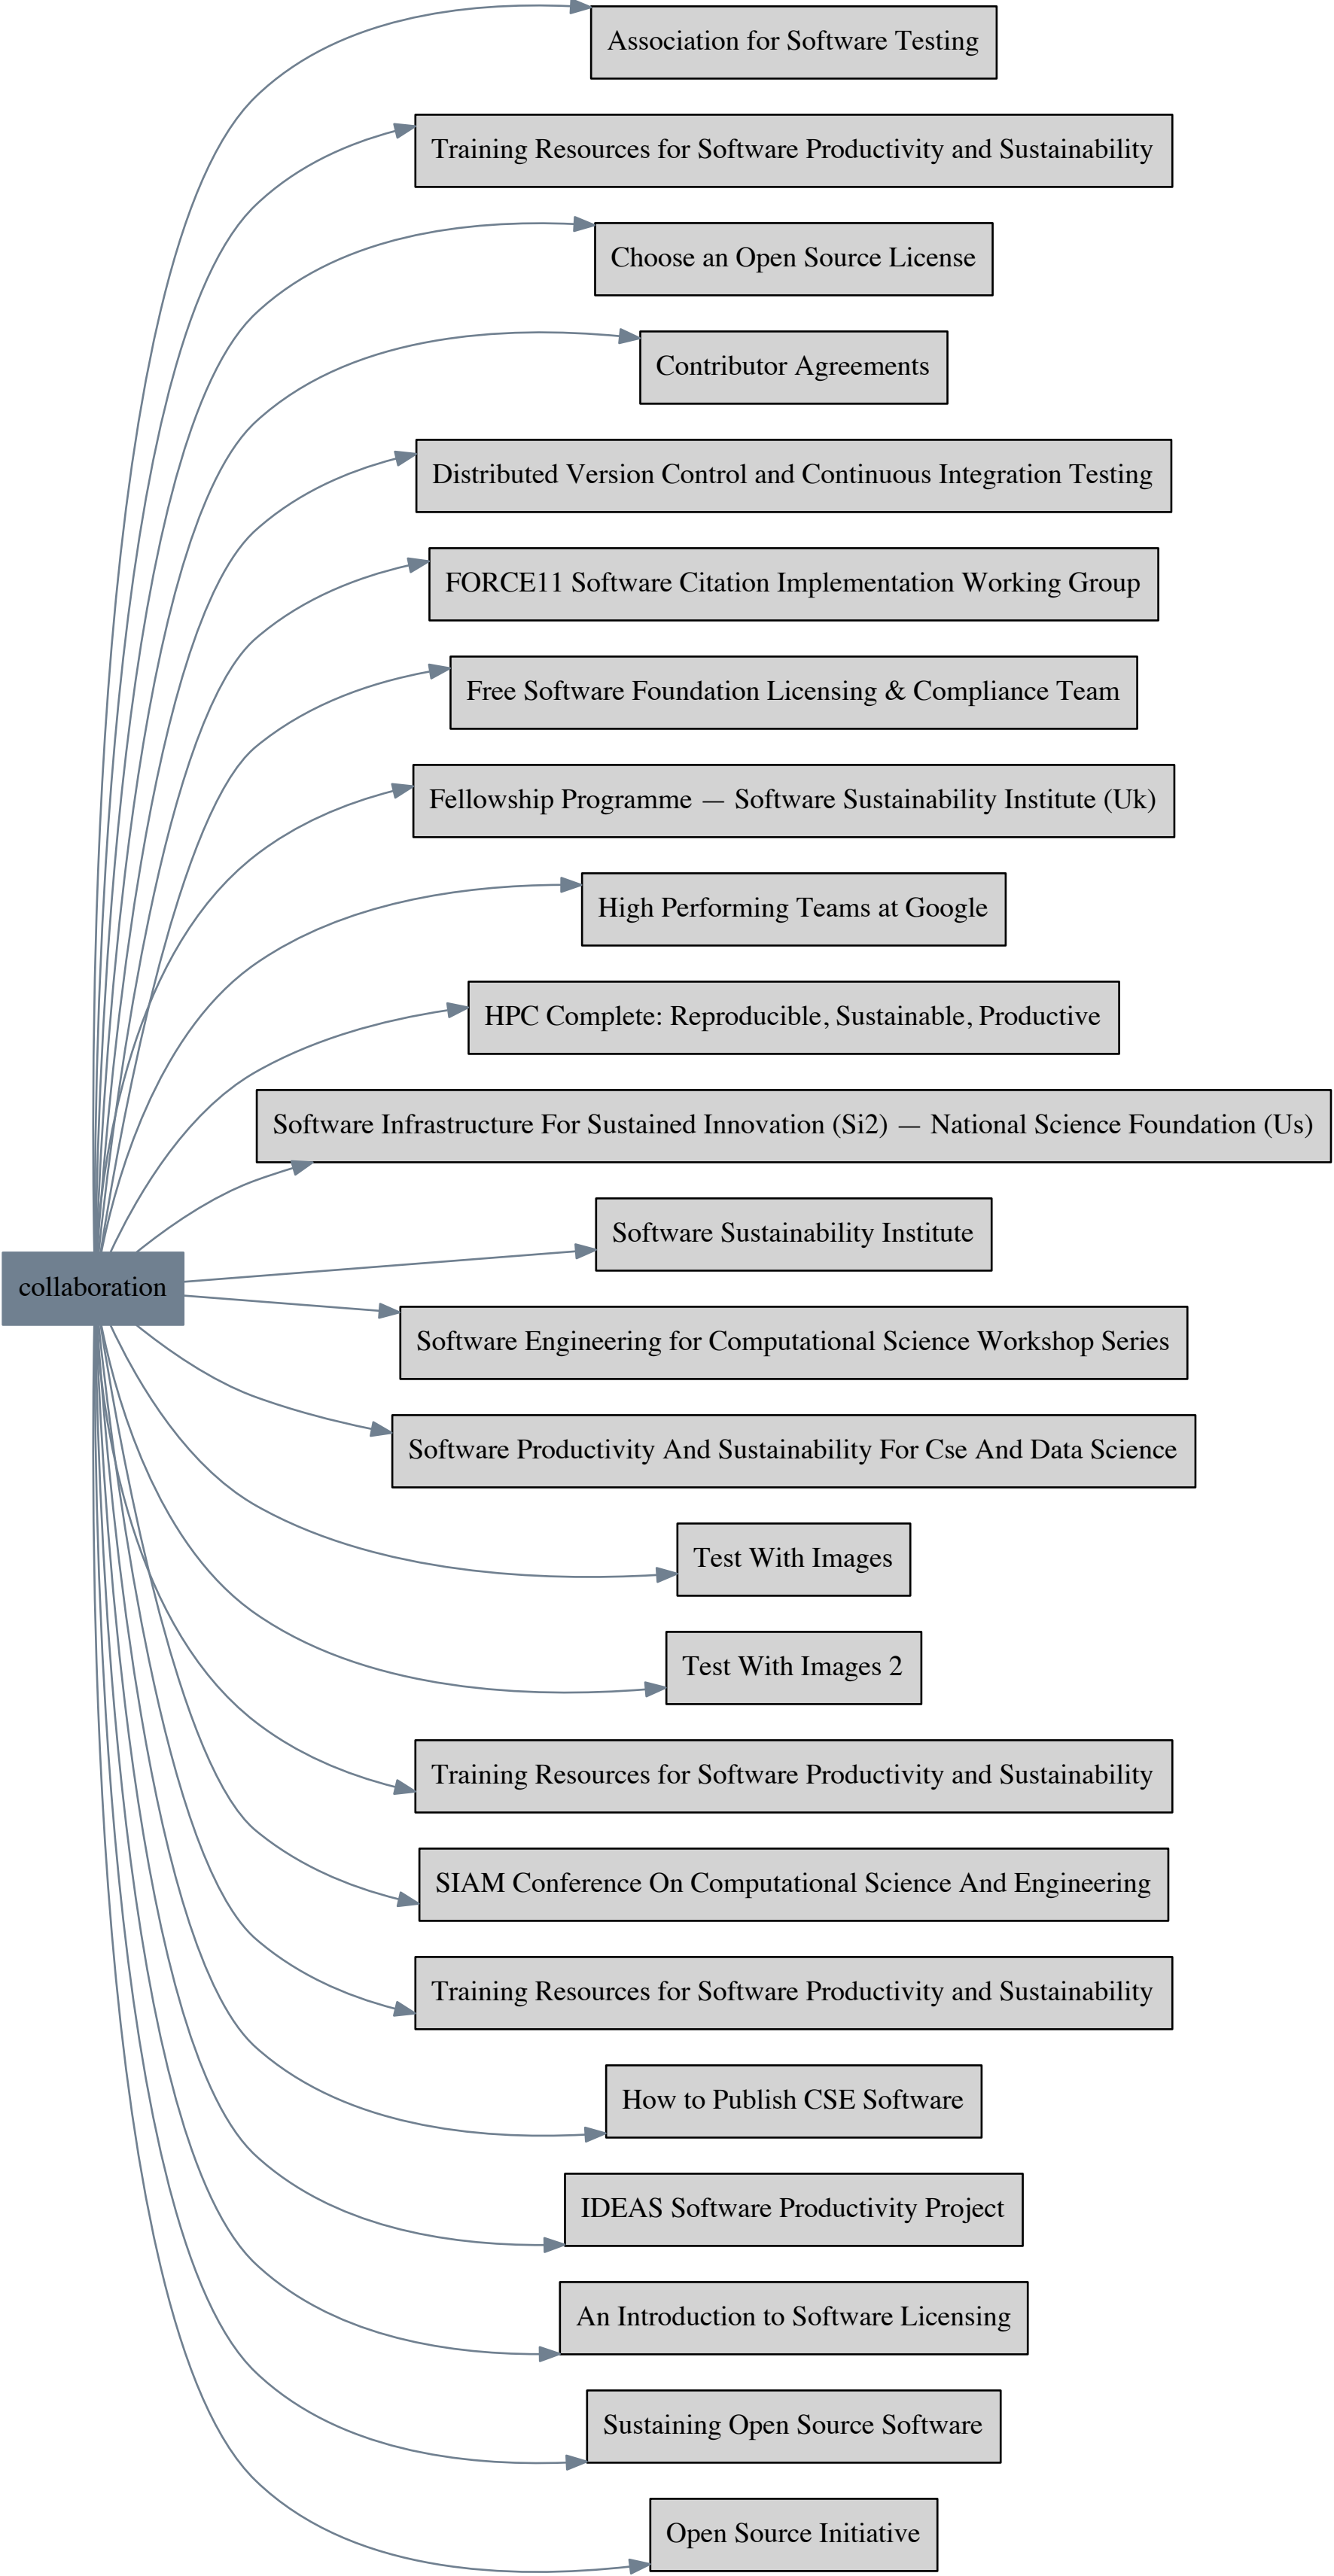 Association for Software Testing
Training Resources for Software Productivity and Sustainability
Choose an Open Source License
Contributor Agreements
Distributed Version Control and Continuous Integration Testing
FORCE11 Software Citation Implementation Working Group
Free Software Foundation Licensing & Compliance Team
Fellowship Programme — Software Sustainability Institute (Uk)
High Performing Teams at Google
HPC Complete: Reproducible, Sustainable, Productive
Software Infrastructure For Sustained Innovation (Si2) — National Science Foundation (Us)
Software Sustainability Institute
collaboration
Software Engineering for Computational Science Workshop Series
Software Productivity And Sustainability For Cse And Data Science
Test With Images
Test With Images 2
Training Resources for Software Productivity and Sustainability
SIAM Conference On Computational Science And Engineering
Training Resources for Software Productivity and Sustainability
How to Publish CSE Software
IDEAS Software Productivity Project
An Introduction to Software Licensing
Sustaining Open Source Software
Open Source Initiative